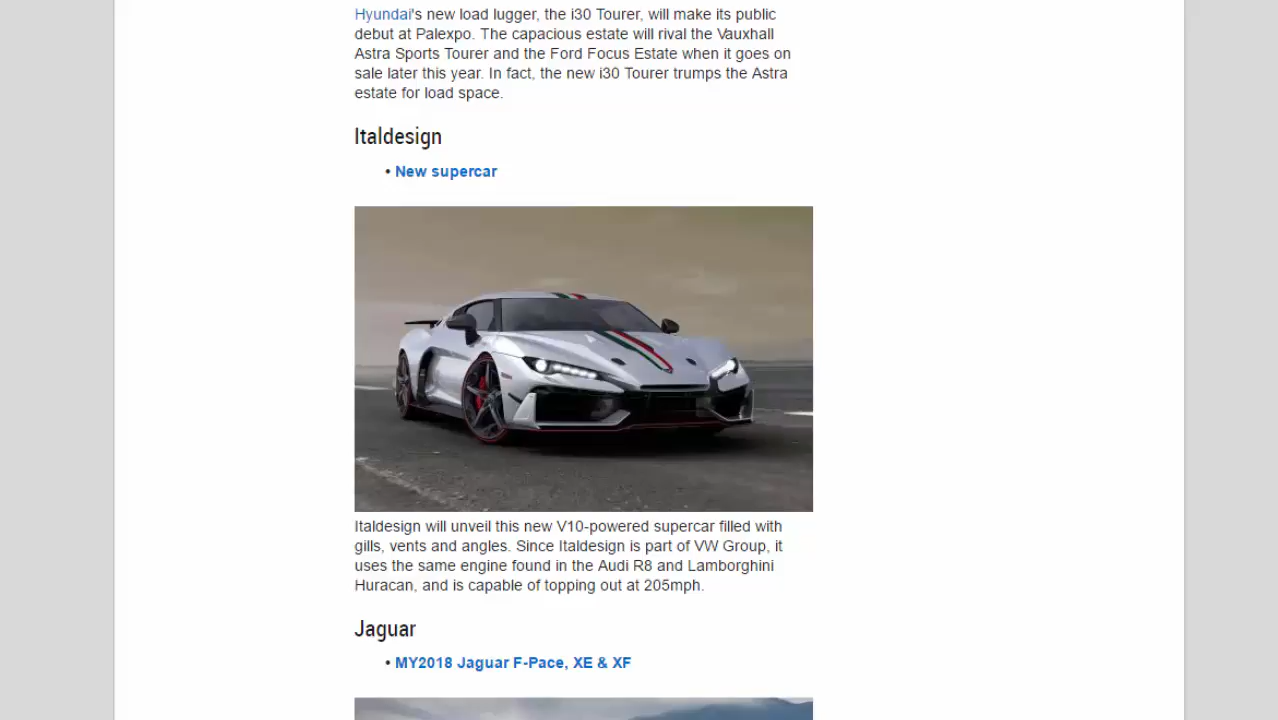 Hyundai's new load lugger, the i30 Tourer, will make its public
debut at Palexpo. The capacious estate will rival the Vauxhall
Astra Sports Tourer and the Ford Focus Estate when it goes on
sale later this year. In fact, the new i30 Tourer trumps the Astra
estate for load space.
Italdesign
• New supercar
Italdesign will unveil this new V10-powered supercar filled with
gills, vents and angles. Since Italdesign is part of VW Group, it
uses the same engine found in the Audi R8 and Lamborghini
Huracan, and is capable of topping out at 205mph.
Jaguar
• MY2018 Jaguar F-Pace, XE & XF